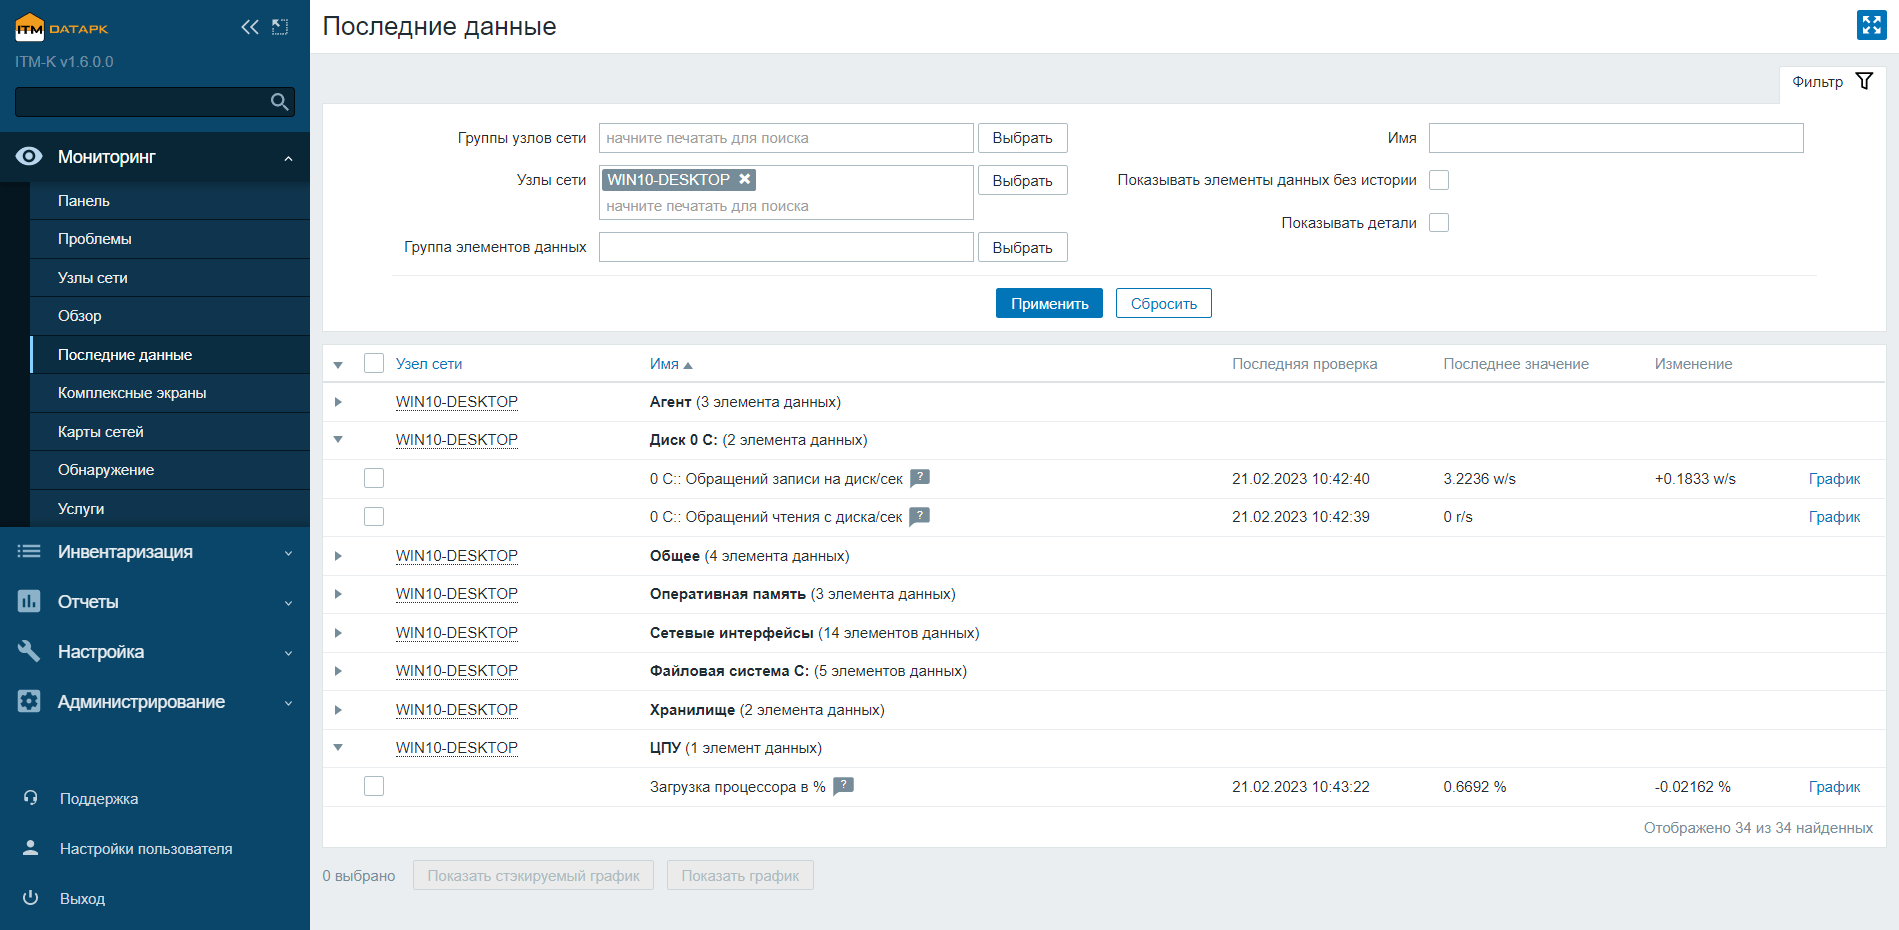 ITM DATAPK
ITM-K v1.6.0.0
Мониторинг
Панель
Проблемы
Узлы сети
Обзор
Последние данные
Комплексные экраны
Карты сетей
Обнаружение
Услуги
Инвентаризация
Отчеты
Настройка
Администрирование
Поддержка
Настройки пользователя
Выход
Последние данные
Фильтр
Группы узлов сети начните печатать для поиска Выбрать
Имя
Узлы сети WIN10-DESKTOP Выбрать
начните печатать для поиска
Показывать элементы данных без истории
Показывать детали
Группа элементов данных Выбрать
Применить Сбросить
Узел сети Имя Последняя проверка Последнее значение Изменение
WIN10-DESKTOP Агент (3 элемента данных)
WIN10-DESKTOP Диск 0 C: (2 элемента данных)
0 C:: Обращений записи на диск/сек ? 21.02.2023 10:42:40 3.2236 w/s +0.1833 w/s График
0 C:: Обращений чтения с диска/сек ? 21.02.2023 10:42:39 0 r/s График
WIN10-DESKTOP Общее (4 элемента данных)
WIN10-DESKTOP Оперативная память (3 элемента данных)
WIN10-DESKTOP Сетевые интерфейсы (14 элементов данных)
WIN10-DESKTOP Файловая система C: (5 элементов данных)
WIN10-DESKTOP Хранилище (2 элемента данных)
WIN10-DESKTOP ЦПУ (1 элемент данных)
Загрузка процессора в % ? 21.02.2023 10:43:22 0.6692 % -0.02162 % График
Отображено 34 из 34 найденных
0 выбрано Показать стэкируемый график Показать график